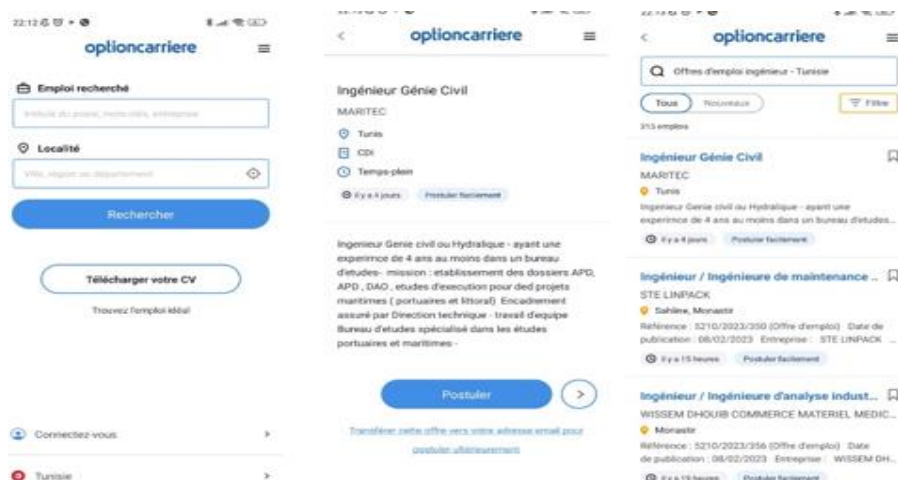 22:12
optioncarriere
Emploi recherché
Intitulé du poste, mots-clés, entreprise
Localité
Ville, région ou département
Rechercher
Télécharger votre CV
Trouvez l'emploi idéal
Connectez-vous
Tunisie
optioncarriere
Ingénieur Génie Civil
MARITEC
Tunis
CDI
Temps-plein
Il y a 4 jours
Postuler facilement
Ingenieur Genie civil ou Hydralique - ayant une
experirnce de 4 ans au moins dans un bureau
d'etudes- mission : etablissement des dossiers APD,
APD , DAO , etudes d'execution pour ded projets
maritimes ( portuaires et littoral) Encadrement
assuré par Direction technique - travail d'equipe
Bureau d'etudes spécialisé dans les études
portuaires et maritimes -
Postuler
Transférer cette offre vers votre adresse email pour
postuler ultérieurement
optioncarriere
Offres d'emploi ingénieur - Tunisie
Tous
Nouveaux
Filtre
315 emplois
Ingénieur Génie Civil
MARITEC
Tunis
Ingenieur Genie civil ou Hydralique - ayant une
experirnce de 4 ans au moins dans un bureau d'etudes...
Il y a 4 jours
Postuler facilement
Ingénieur / Ingénieure de maintenance ..
STE LINPACK
Sahline, Monastir
Référence : 5210/2023/350 (Offre d'emploi) Date de
publication : 08/02/2023 Entreprise : STE LINPACK ...
Il y a 15 heures
Postuler facilement
Ingénieur / Ingénieure d'analyse indust...
WISSEM DHOUIB COMMERCE MATERIEL MEDIC...
Monastir
Référence : 5210/2023/356 (Offre d'emploi) Date
de publication : 08/02/2023 Entreprise : WISSEM DH...
Il y a 19 heures
Postuler facilement